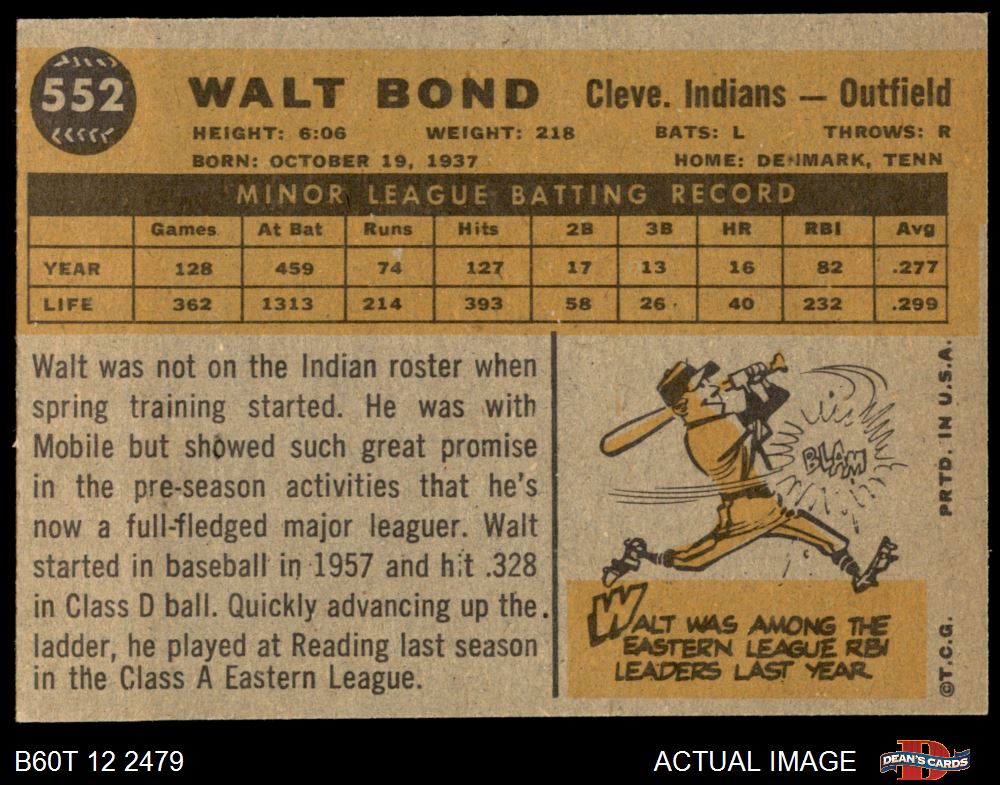 552
WALT BOND Cleve. Indians — Outfield
HEIGHT: 6:06 WEIGHT: 218 BATS: L THROWS: R
BORN: OCTOBER 19, 1937 HOME: DENMARK, TENN
MINOR LEAGUE BATTING RECORD
Games At Bat Runs Hits 2B 3B HR RBI Avg
YEAR 128 459 74 127 17 13 16 82 .277
LIFE 362 1313 214 393 58 26 40 232 .299
Walt was not on the Indian roster when
spring training started. He was with
Mobile but showed such great promise
in the pre-season activities that he's
now a full-fledged major leaguer. Walt
started in baseball in 1957 and hit .328
in Class D ball. Quickly advancing up the
ladder, he played at Reading last season
in the Class A Eastern League.
BLAM
WALT WAS AMONG THE
EASTERN LEAGUE RBI
LEADERS LAST YEAR
©T.C.G. PRTD. IN U.S.A.
B60T 12 2479 ACTUAL IMAGE DEAN'S CARDS